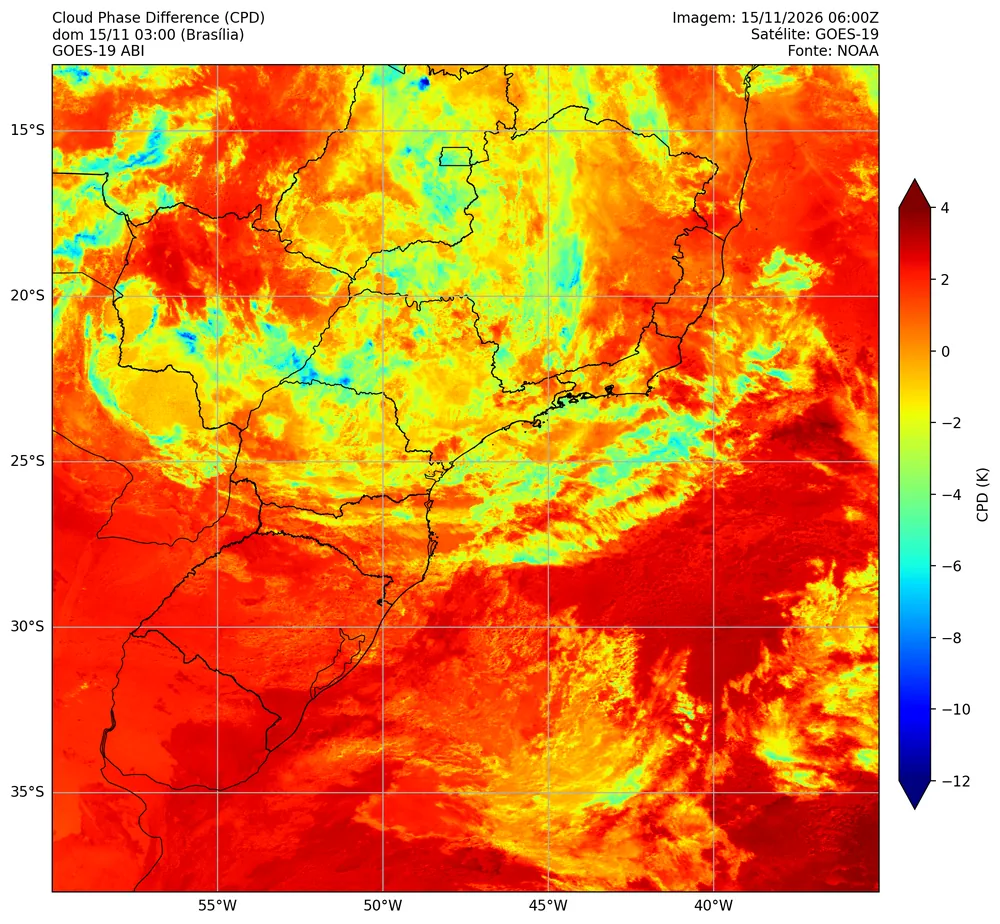 Cloud Phase Difference (CPD)
dom 15/11 03:00 (Brasília)
GOES-19 ABI
Imagem: 15/11/2026 06:00Z
Satélite: GOES-19
Fonte: NOAA
15°S
20°S
25°S
30°S
35°S
55°W
50°W
45°W
40°W
4
2
0
−2
−4
−6
−8
−10
−12
CPD (K)